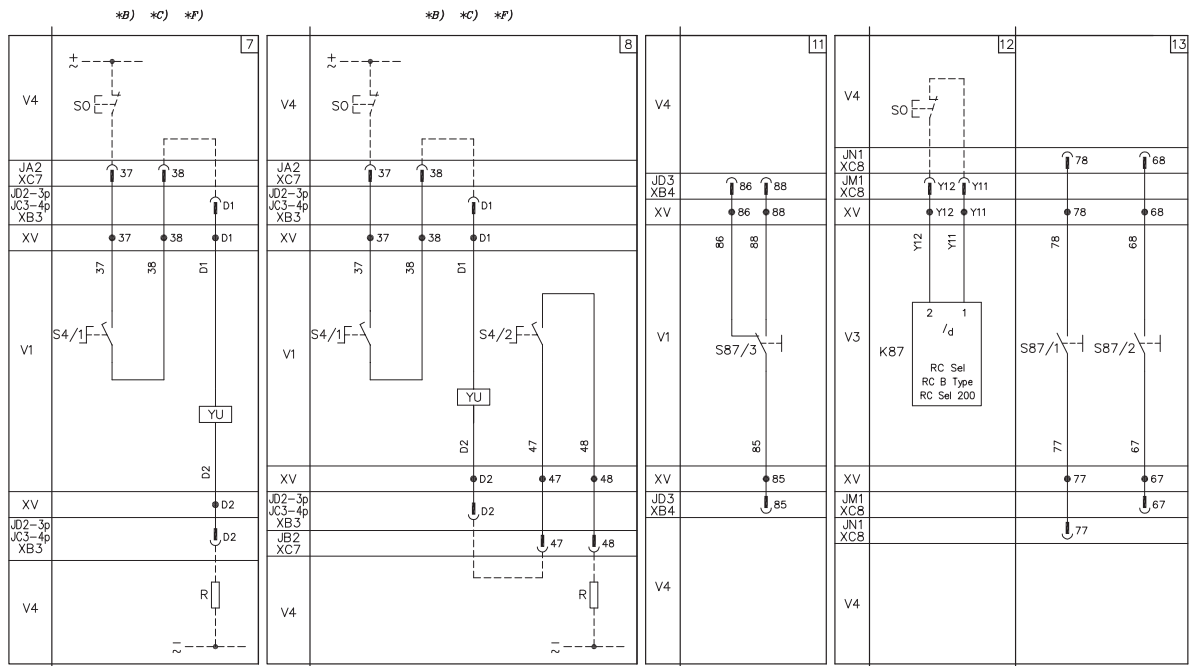 *B) *C) *F)
*B) *C) *F)
7
V4
+
~
S0
JA2
XC7
37
38
JD2-3p
JC3-4p
XB3
D1
XV
37
38
D1
37
38
D1
V1
S4/1
YU
D2
XV
D2
JD2-3p
JC3-4p
XB3
D2
V4
R
–
~
8
V4
+
~
S0
JA2
XC7
37
38
JD2-3p
JC3-4p
XB3
D1
XV
37
38
D1
37
38
D1
V1
S4/1
S4/2
YU
D2
47
48
XV
D2
47
48
JD2-3p
JC3-4p
XB3
D2
JB2
XC7
47
48
V4
R
–
~
11
V4
JD3
XB4
86
88
XV
86
88
86
88
V1
S87/3
85
XV
85
JD3
XB4
85
V4
12
13
V4
S0
JN1
XC8
78
68
JM1
XC8
Y12
Y11
XV
Y12
Y11
78
68
Y12
Y11
78
68
V3
K87
2 1
/d
RC Sel
RC B Type
RC Sel 200
S87/1
S87/2
77
67
XV
77
67
JM1
XC8
67
JN1
XC8
77
V4